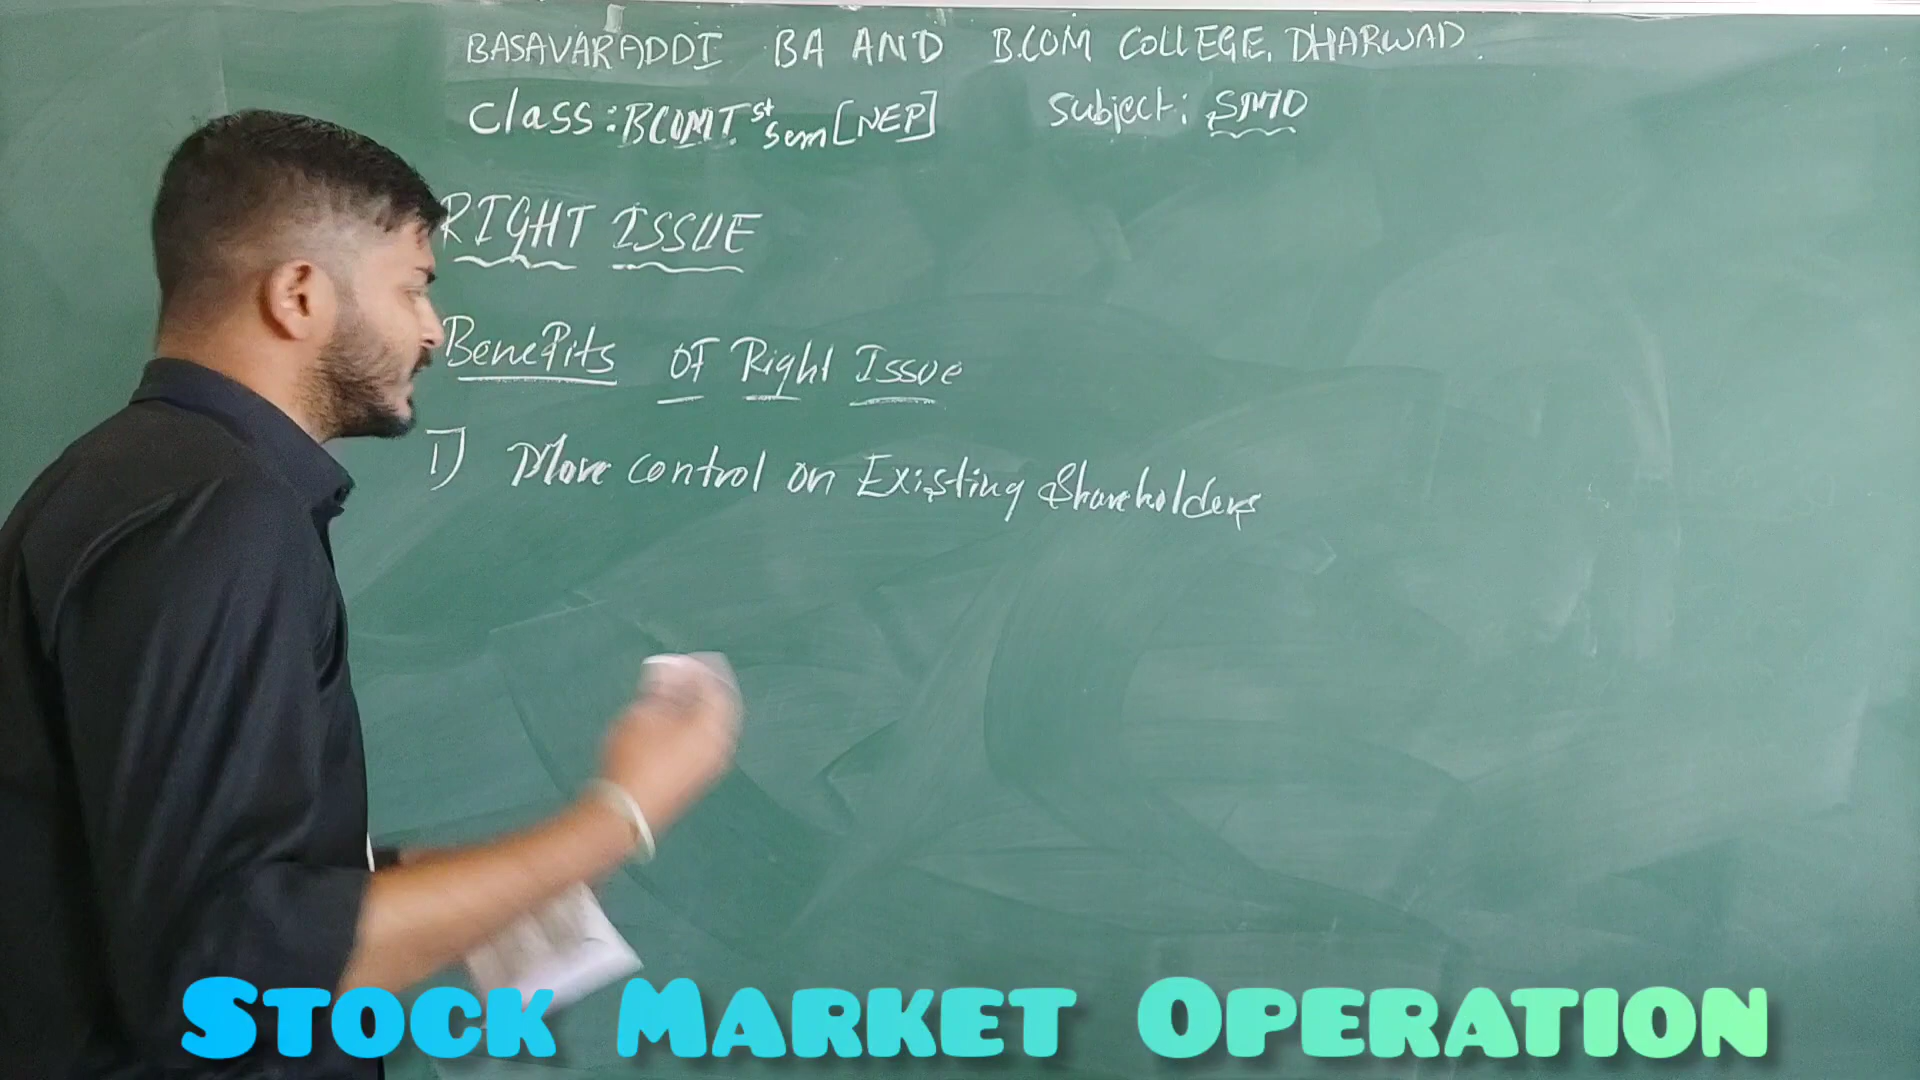 BASAVARADDI BA AND B.COM COLLEGE, DHARWAD
Class: BCOM I st Sem [NEP] Subject: SMO
RIGHT ISSUE
Benefits of Right Issue
1) More control on Existing Shareholders
STOCK MARKET OPERATION